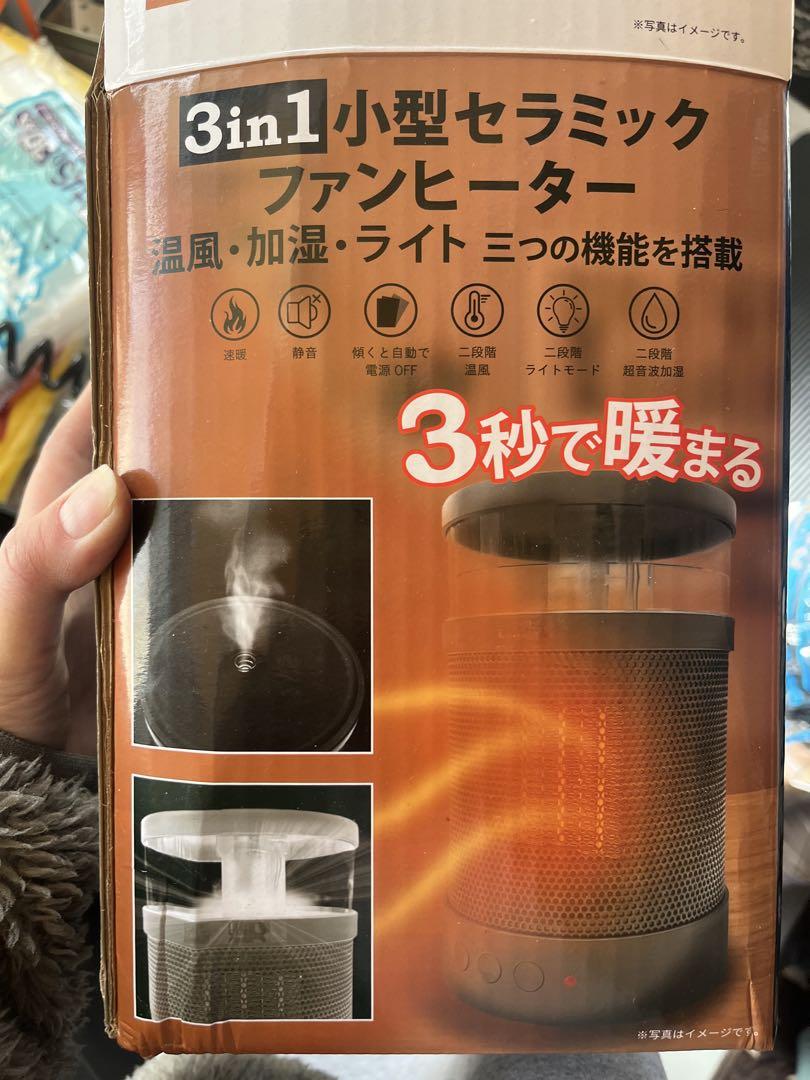 ※写真はイメージです。
3in1 小型セラミック
ファンヒーター
温風・加湿・ライト 三つの機能を搭載
速暖
静音
傾くと自動で
電源 OFF
二段階
温風
二段階
ライトモード
二段階
超音波加湿
3秒で暖まる
※写真はイメージです。